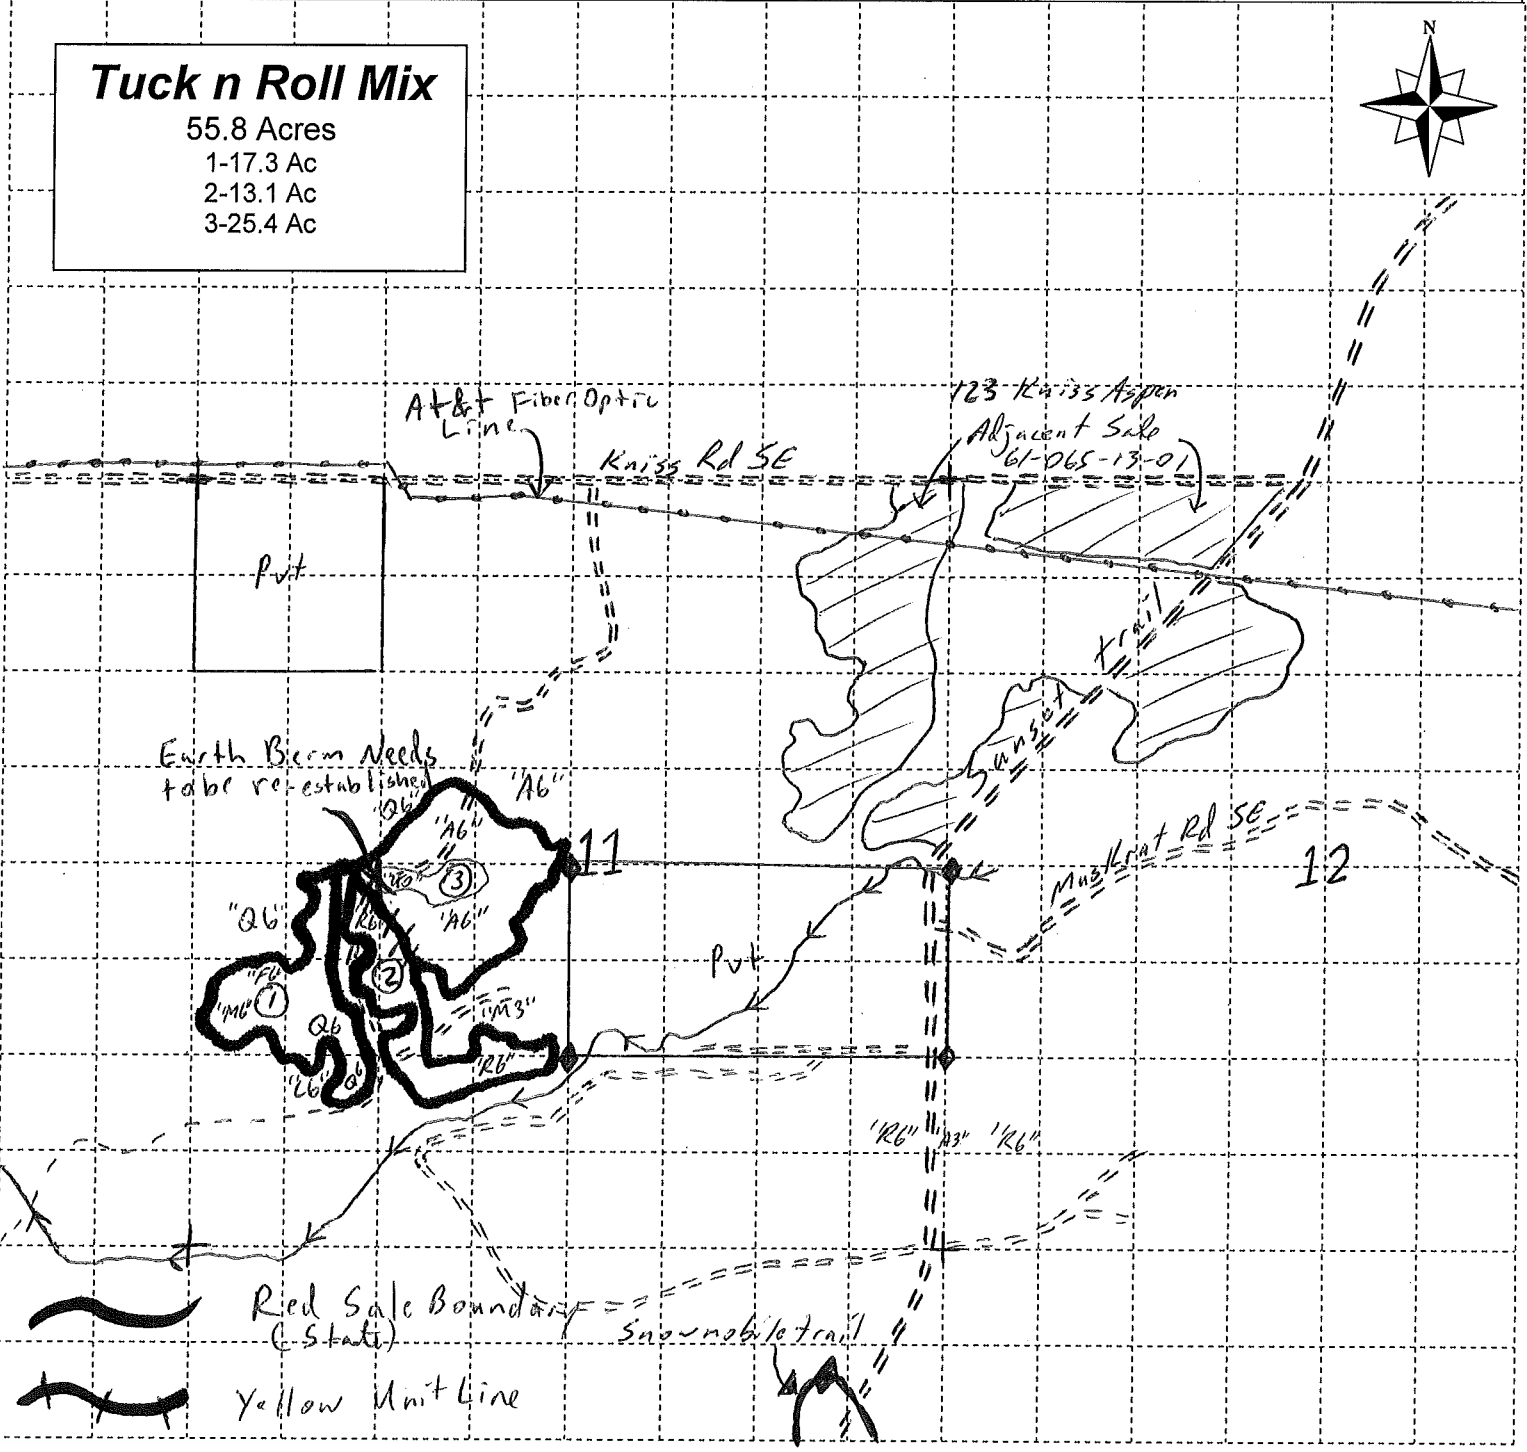 N
Tuck n Roll Mix
55.8 Acres
1-17.3 Ac
2-13.1 Ac
3-25.4 Ac
At&t Fiber Optic
Line
123 Kniss Aspen
Adjacent Sale
61-065-13-01
Kniss Rd SE
Pvt
Sunset trail
Earth Berm Needs
to be re-established
"Q6"
"A6"
"A6"
11
Muskrat Rd SE
12
3
"A6"
"Q6"
"R6"
Pvt
2
"F6"
"M6"
1
"M3"
Q6
"R6"
"L6"
Q6
"R6"
"A3"
"R6"
Red Sale Boundary
(State)
Snowmobile trail
Yellow Unit Line